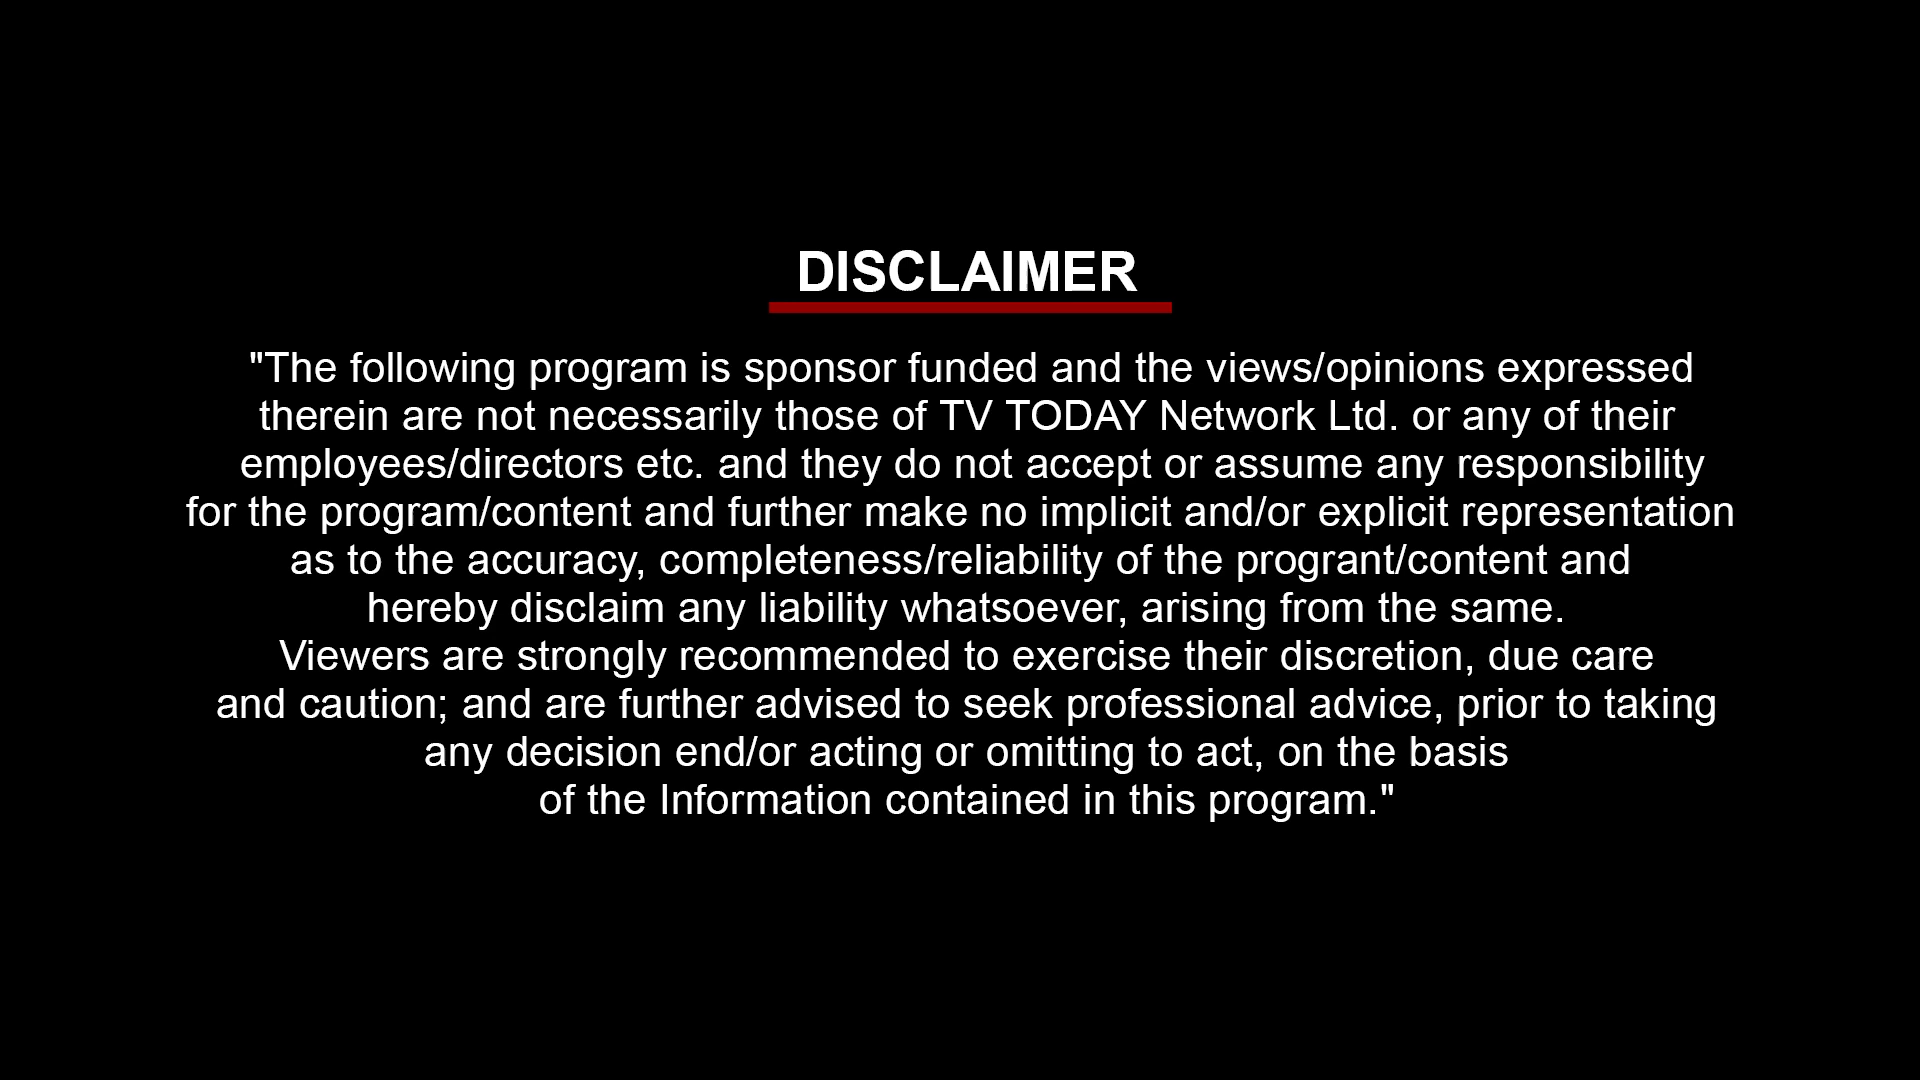 DISCLAIMER
"The following program is sponsor funded and the views/opinions expressed
therein are not necessarily those of TV TODAY Network Ltd. or any of their
employees/directors etc. and they do not accept or assume any responsibility
for the program/content and further make no implicit and/or explicit representation
as to the accuracy, completeness/reliability of the progrant/content and
hereby disclaim any liability whatsoever, arising from the same.
Viewers are strongly recommended to exercise their discretion, due care
and caution; and are further advised to seek professional advice, prior to taking
any decision end/or acting or omitting to act, on the basis
of the Information contained in this program."